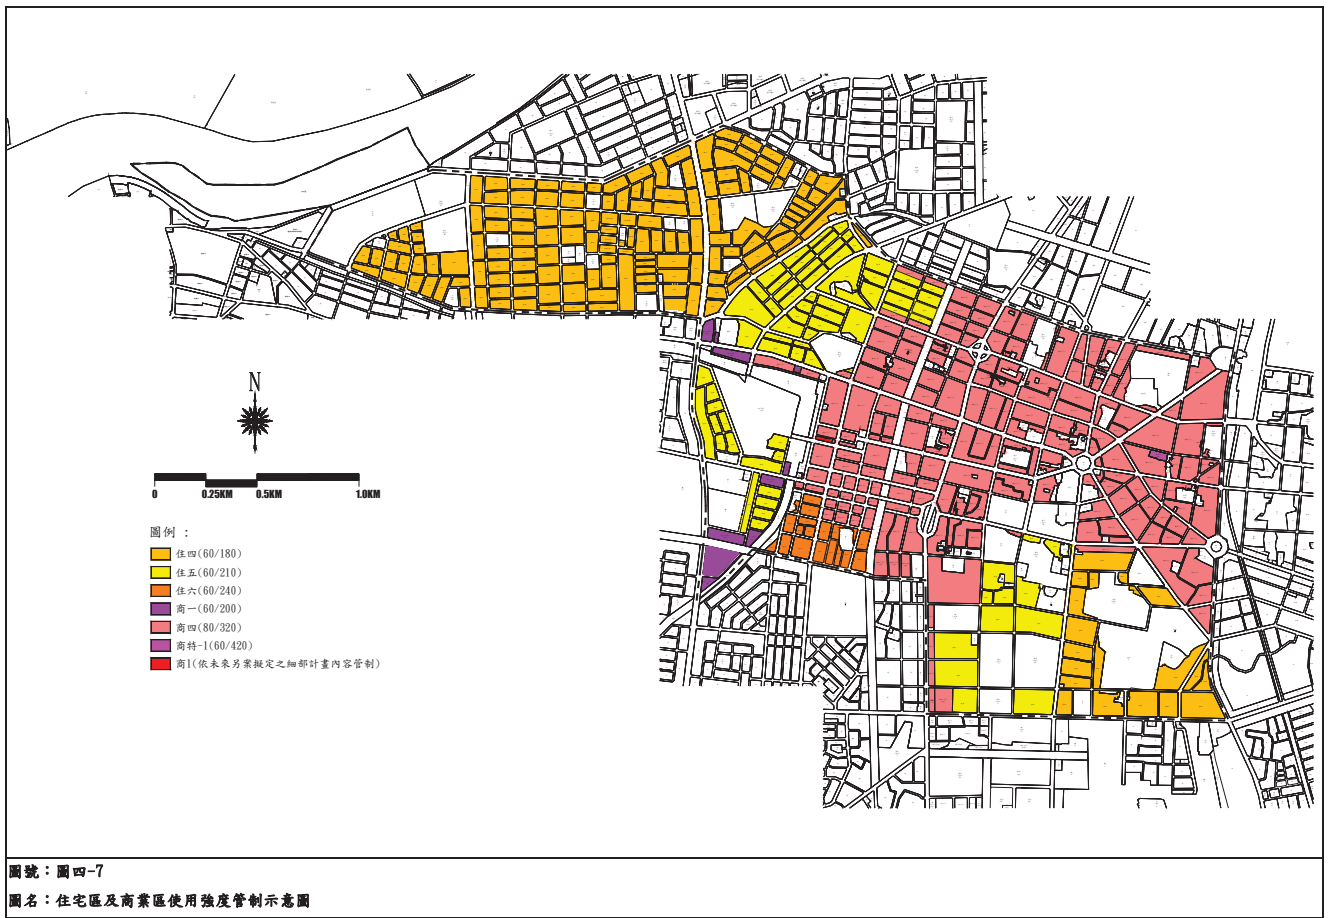 N
0 0.25KM 0.5KM 1.0KM
圖例：
住四(60/180)
住五(60/210)
住六(60/240)
商一(60/200)
商四(80/320)
商特-1(60/420)
商1(依未來另案擬定之細部計畫內容管制)
圖號：圖四-7
圖名：住宅區及商業區使用強度管制示意圖